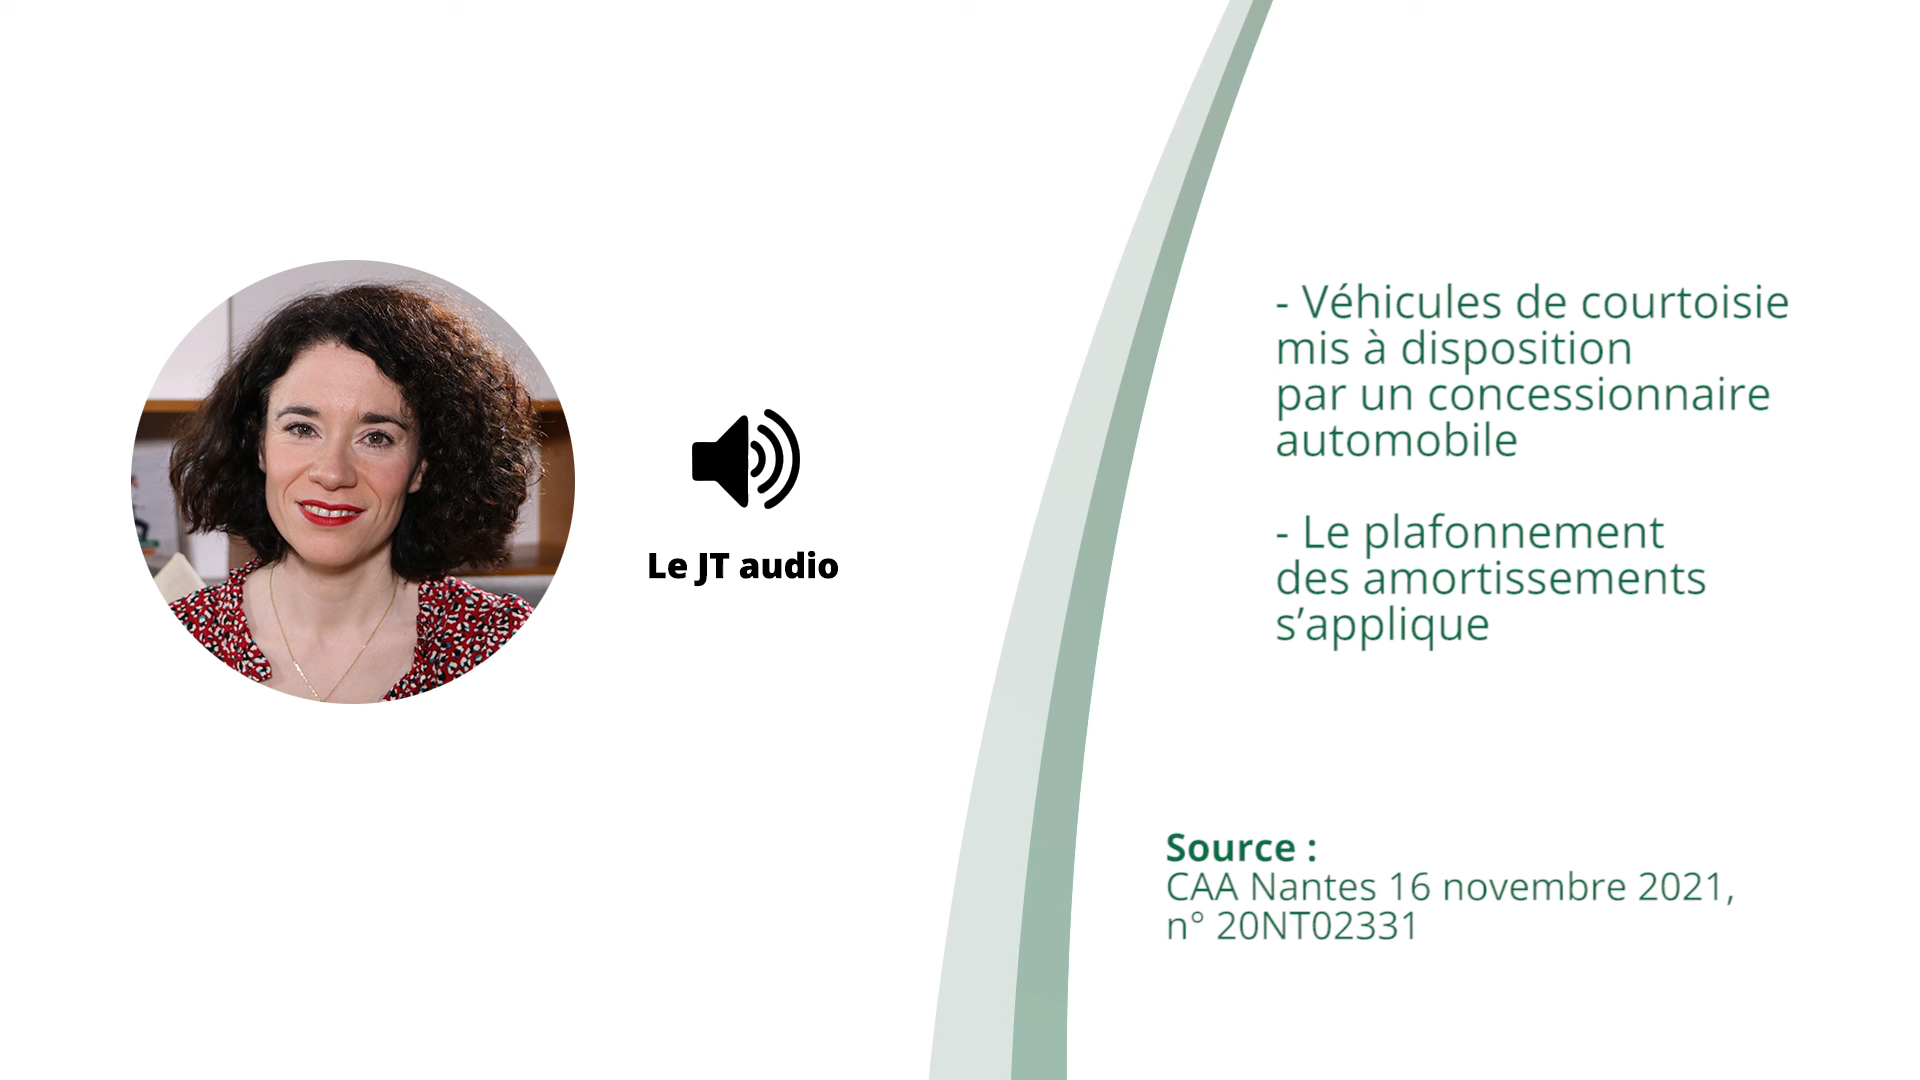 Le JT audio
- Véhicules de courtoisie
mis à disposition
par un concessionnaire
automobile
- Le plafonnement
des amortissements
s’applique
Source :
CAA Nantes 16 novembre 2021,
n° 20NT02331